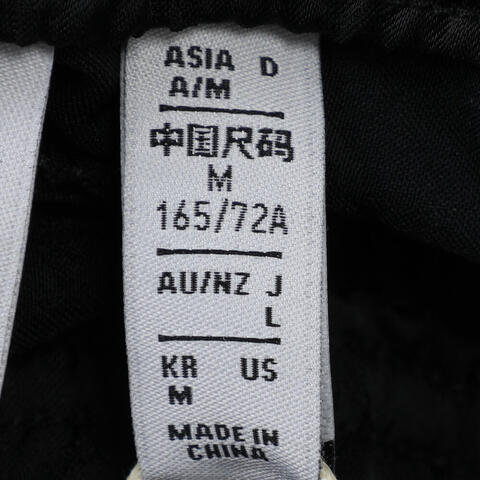 ASIA D
A/M
中国尺码
M
165/72A
AU/NZ J
L
KR US
M
MADE IN
CHINA